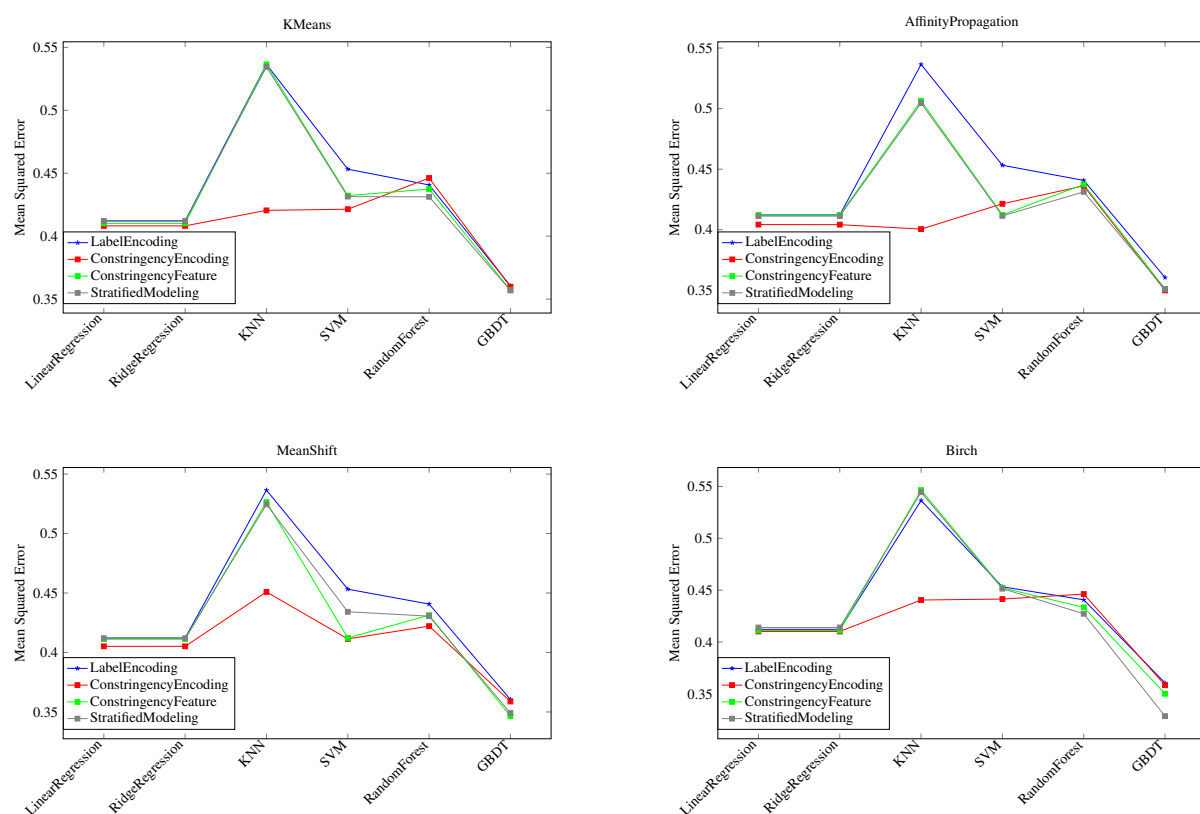 KMeans
0.55
0.5
0.45
0.4
0.35
Mean Squared Error
LabelEncoding
ConstringencyEncoding
ConstringencyFeature
StratifiedModeling
LinearRegression
RidgeRegression
KNN
SVM
RandomForest
GBDT
AffinityPropagation
0.55
0.5
0.45
0.4
0.35
Mean Squared Error
LabelEncoding
ConstringencyEncoding
ConstringencyFeature
StratifiedModeling
LinearRegression
RidgeRegression
KNN
SVM
RandomForest
GBDT
MeanShift
0.55
0.5
0.45
0.4
0.35
Mean Squared Error
LabelEncoding
ConstringencyEncoding
ConstringencyFeature
StratifiedModeling
LinearRegression
RidgeRegression
KNN
SVM
RandomForest
GBDT
Birch
0.55
0.5
0.45
0.4
0.35
Mean Squared Error
LabelEncoding
ConstringencyEncoding
ConstringencyFeature
StratifiedModeling
LinearRegression
RidgeRegression
KNN
SVM
RandomForest
GBDT